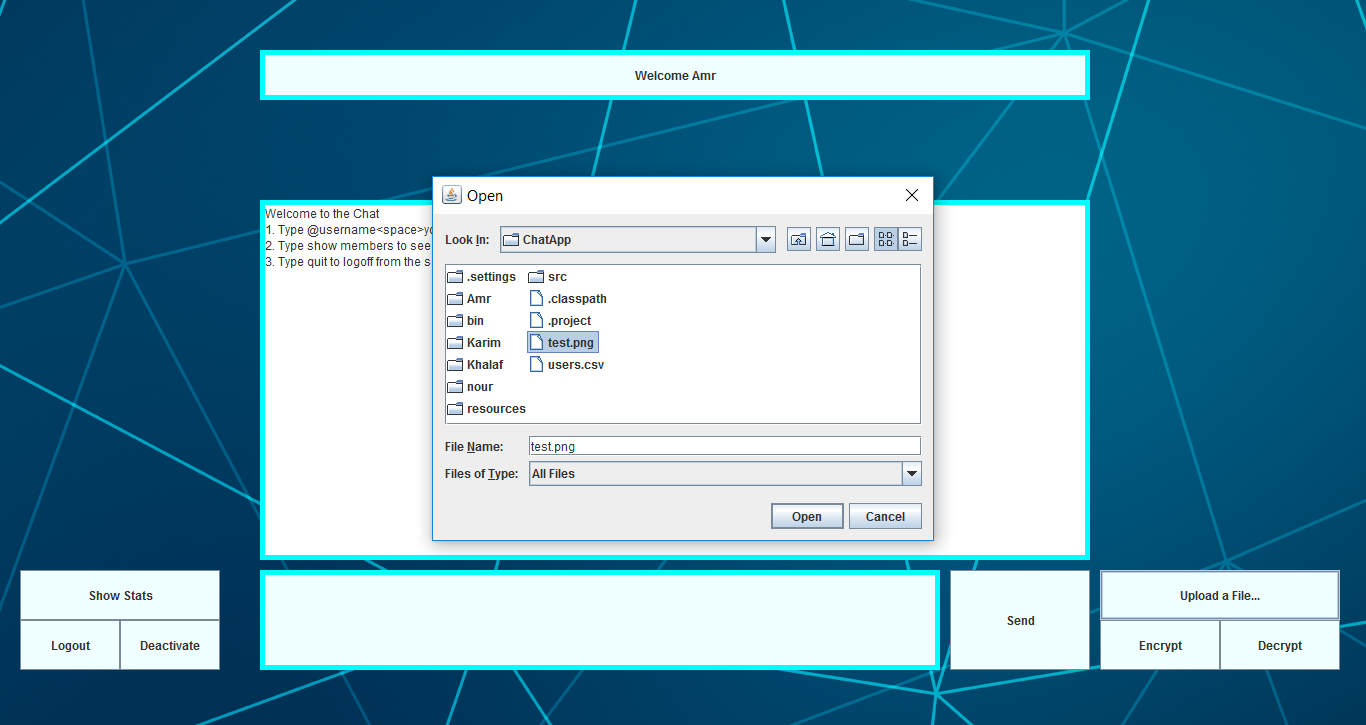 Welcome Amr
Welcome to the Chat
1. Type @username<space>yo
2. Type show members to see
3. Type quit to logoff from the s
Open
Look In:
ChatApp
.settings
Amr
bin
Karim
Khalaf
nour
resources
src
.classpath
.project
test.png
users.csv
File Name:
test.png
Files of Type:
All Files
Open
Cancel
Show Stats
Logout
Deactivate
Send
Upload a File...
Encrypt
Decrypt